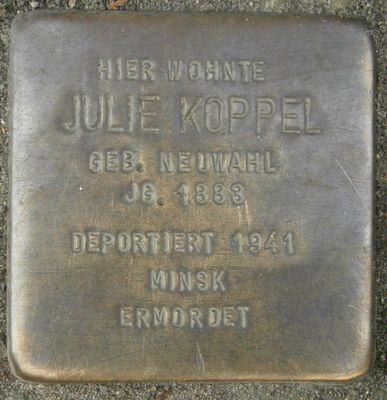 HIER WOHNTE
JULIE KOPPEL
GEB. NEUWAHL
JG. 1883
DEPORTIERT 1941
MINSK
ERMORDET